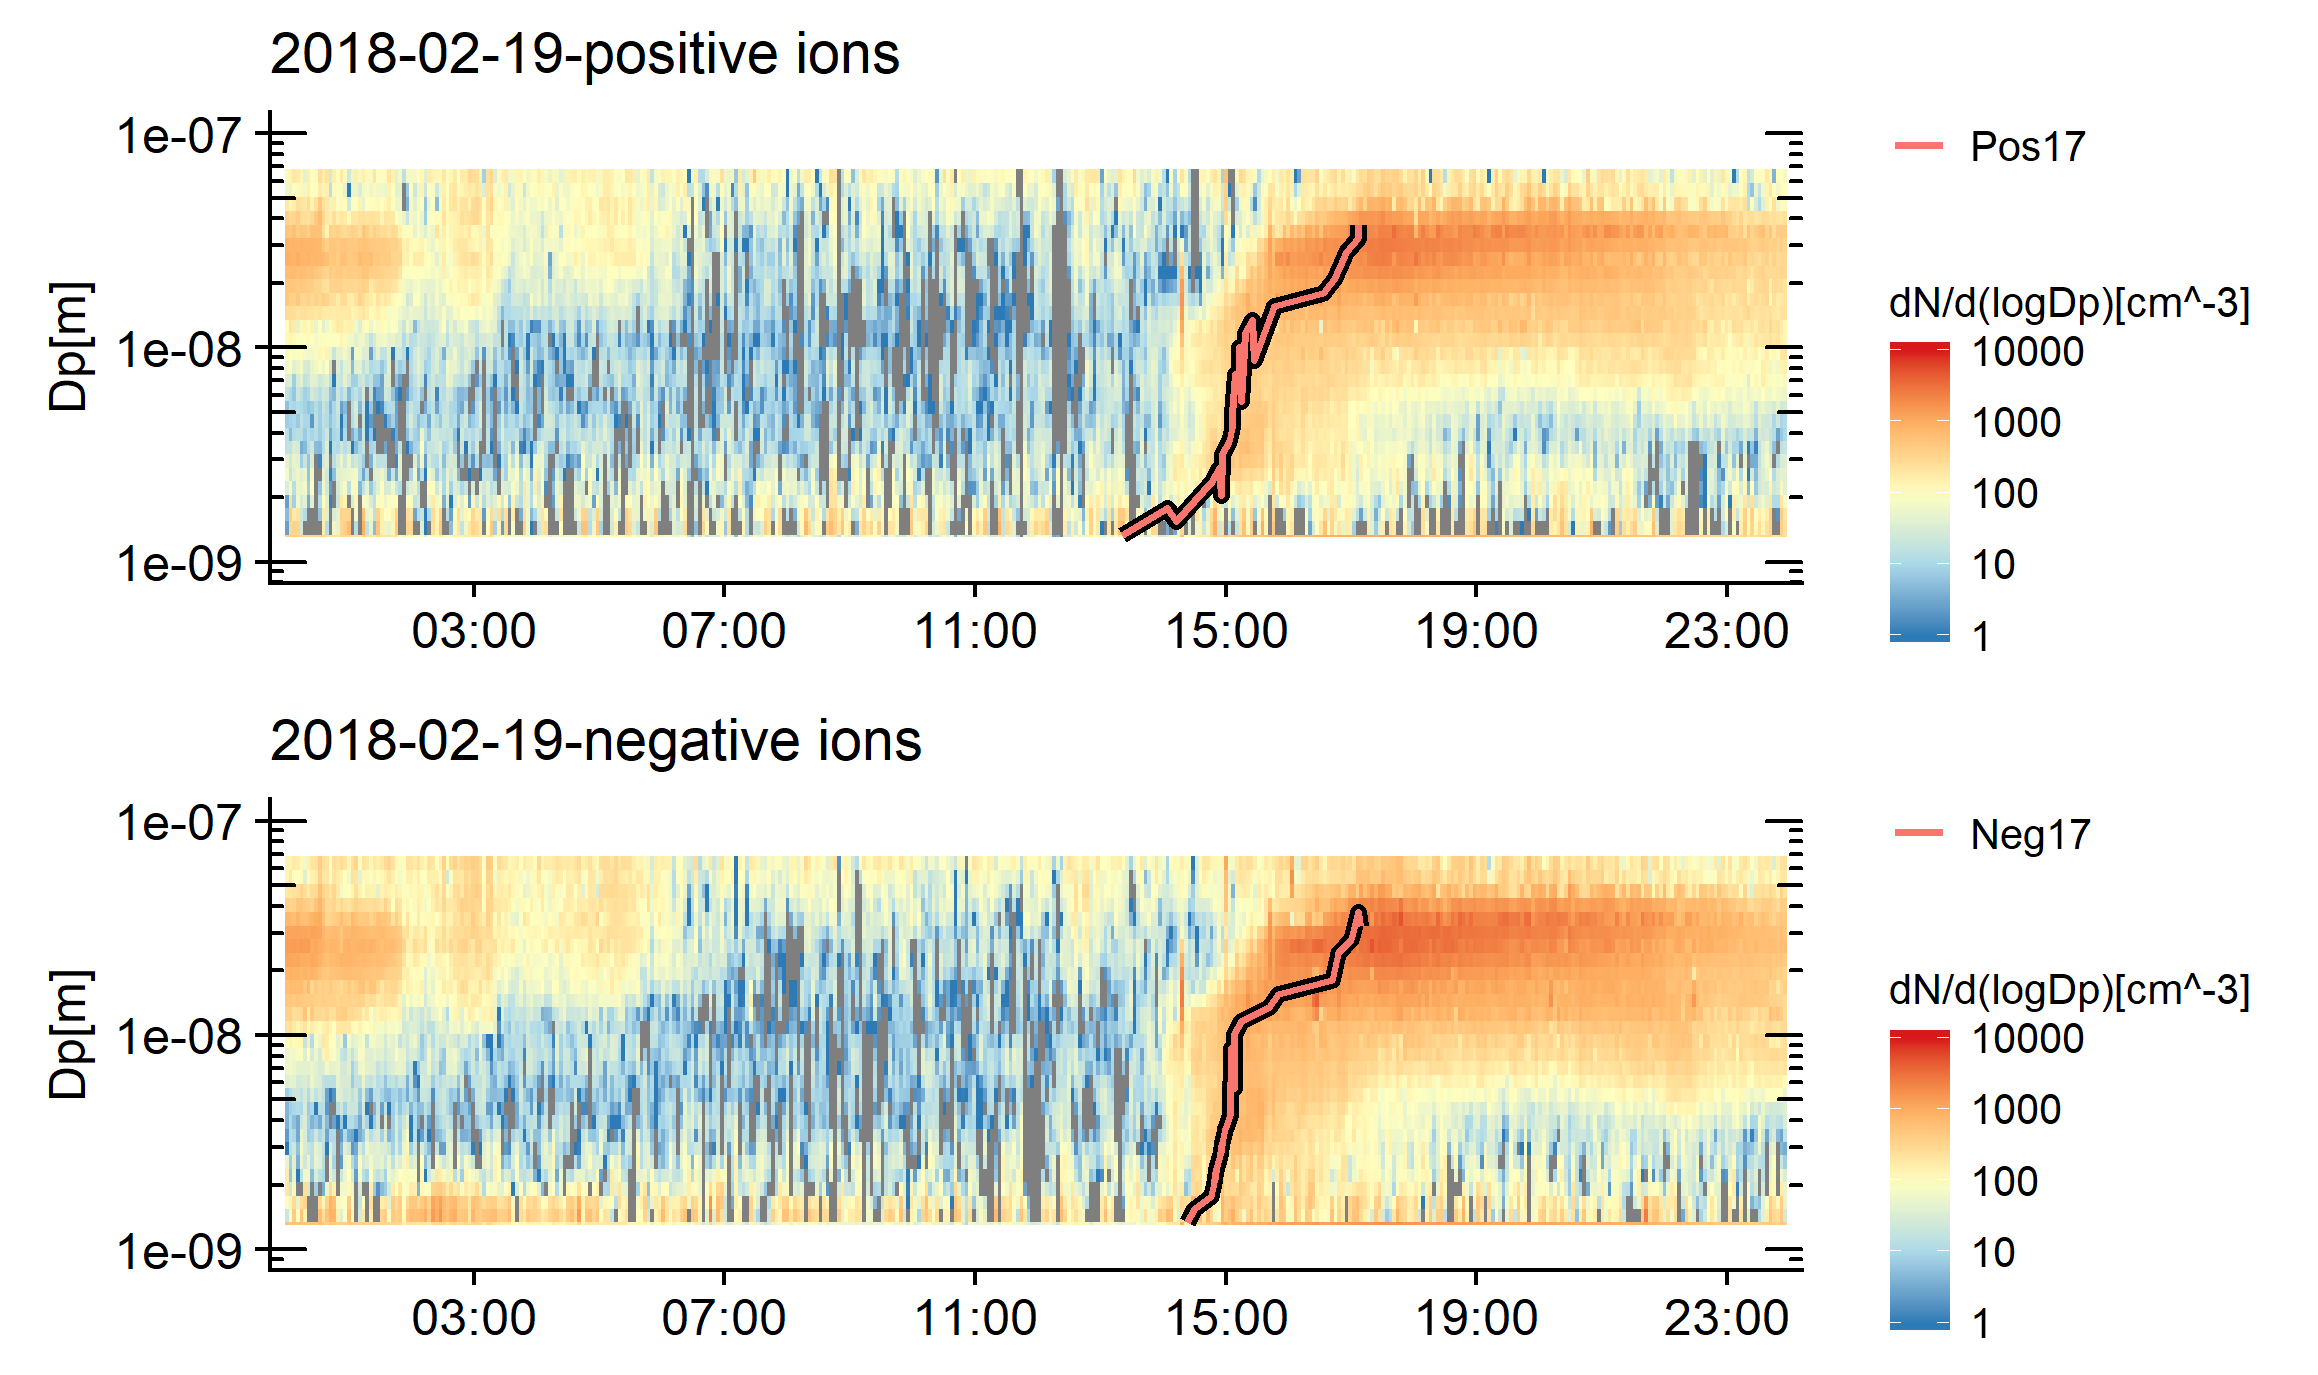 2018-02-19-positive ions
1e-07
1e-08
1e-09
Dp[m]
03:00 07:00 11:00 15:00 19:00 23:00
Pos17
dN/d(logDp)[cm^-3]
10000
1000
100
10
1
2018-02-19-negative ions
1e-07
1e-08
1e-09
Dp[m]
03:00 07:00 11:00 15:00 19:00 23:00
Neg17
dN/d(logDp)[cm^-3]
10000
1000
100
10
1